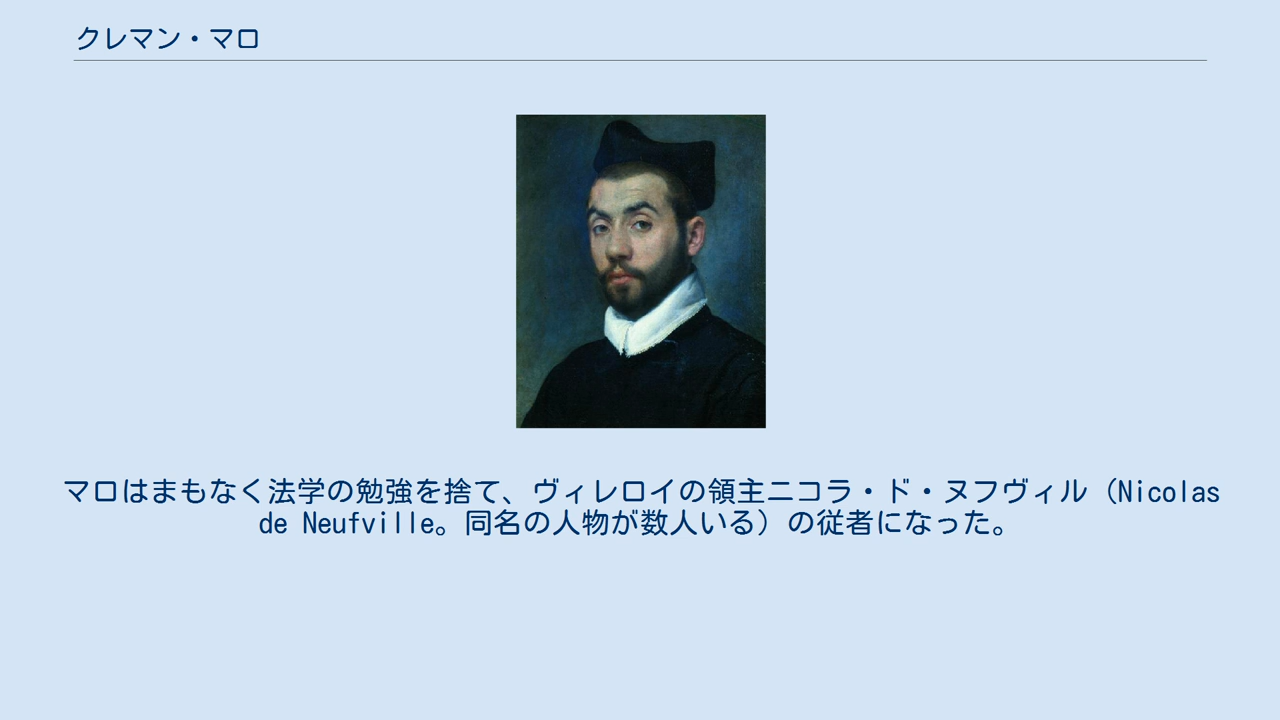 クレマン・マロ
マロはまもなく法学の勉強を捨て、ヴィレロイの領主ニコラ・ド・ヌフヴィル（Nicolas
de Neufville。同名の人物が数人いる）の従者になった。